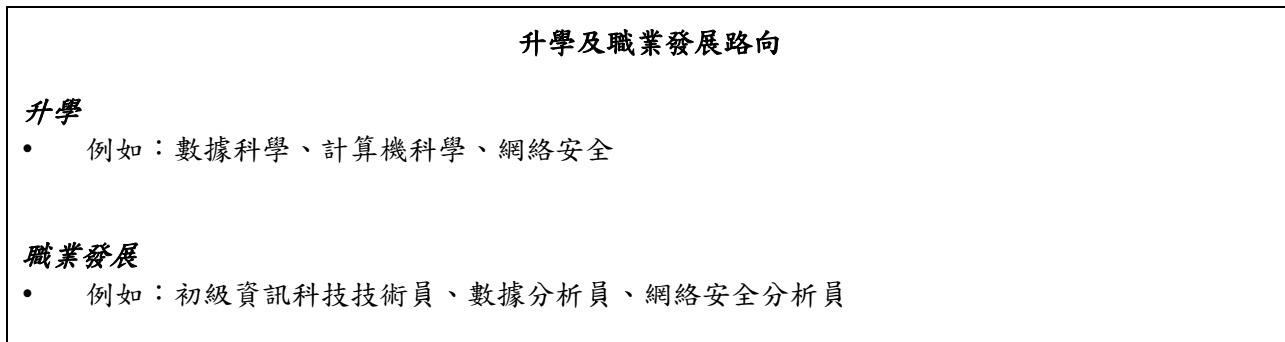 升學及職業發展路向
升學
• 例如：數據科學、計算機科學、網絡安全
職業發展
• 例如：初級資訊科技技術員、數據分析員、網絡安全分析員